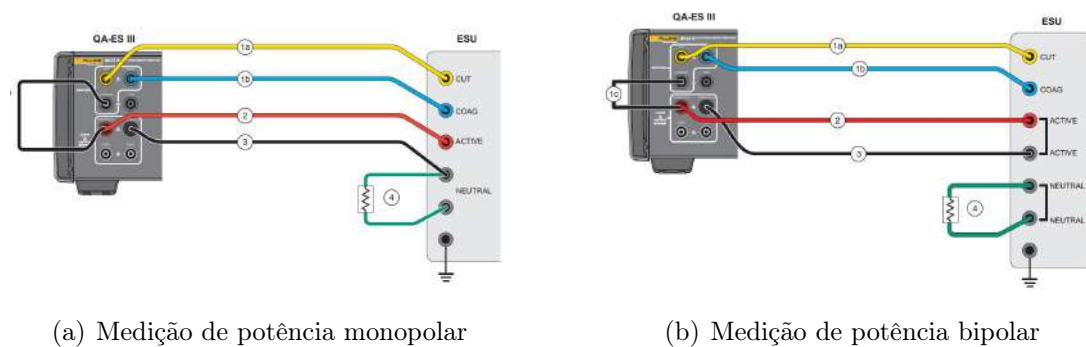 QA-ES III
ESU
1a
CUT
1b
COAG
2
ACTIVE
3
NEUTRAL
4
(a) Medição de potência monopolar
QA-ES III
ESU
1a
CUT
1b
COAG
1c
2
ACTIVE
3
ACTIVE
NEUTRAL
4
NEUTRAL
(b) Medição de potência bipolar